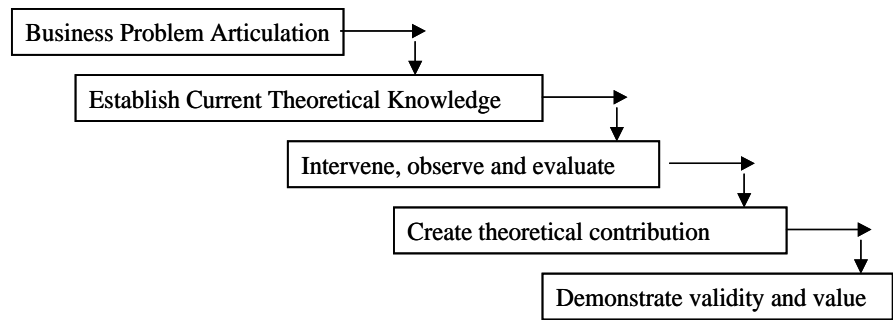 Business Problem Articulation
Establish Current Theoretical Knowledge
Intervene, observe and evaluate
Create theoretical contribution
Demonstrate validity and value